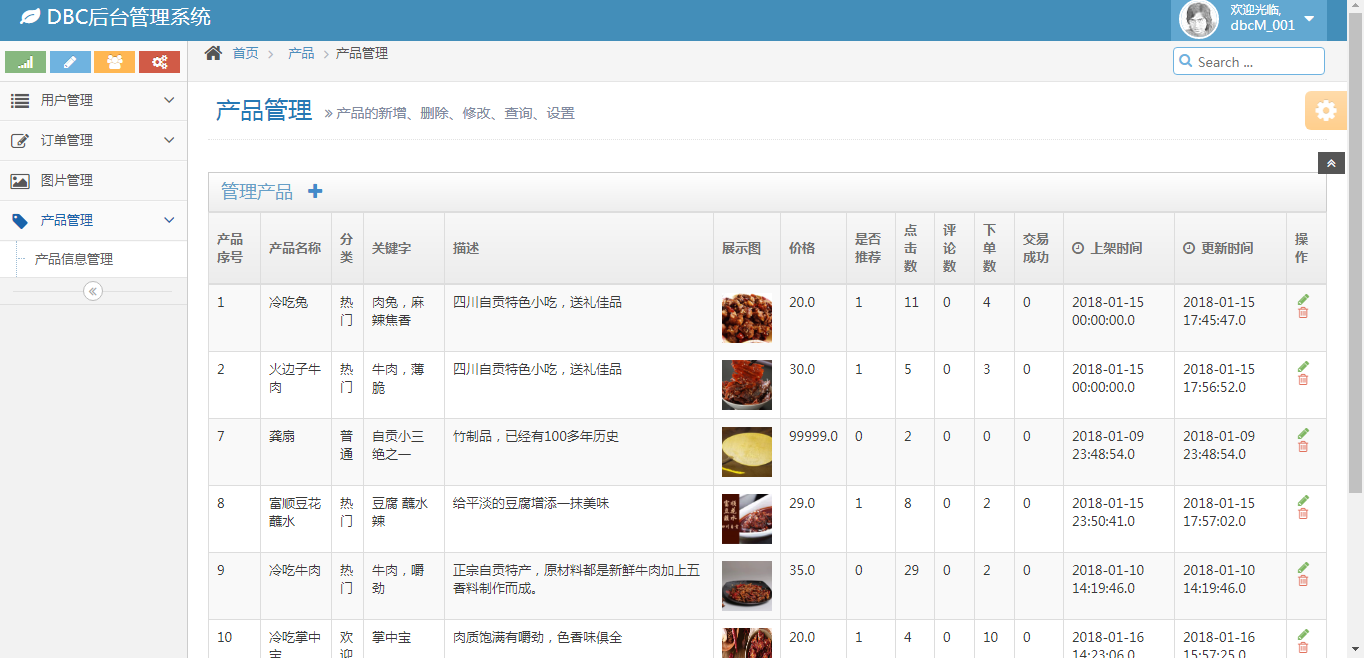 DBC后台管理系统
欢迎光临,
dbcM_001
首页 > 产品 > 产品管理
Search ...
用户管理
订单管理
图片管理
产品管理
产品信息管理
产品管理 » 产品的新增、删除、修改、查询、设置
管理产品
产品序号 产品名称 分类 关键字 描述 展示图 价格 是否推荐 点击数 评论数 下单数 交易成功 上架时间 更新时间 操作
1 冷吃兔 热门 肉兔，麻辣焦香 四川自贡特色小吃，送礼佳品 20.0 1 11 0 4 0 2018-01-15 00:00:00.0 2018-01-15 17:45:47.0
2 火边子牛肉 热门 牛肉，薄脆 四川自贡特色小吃，送礼佳品 30.0 1 5 0 3 0 2018-01-15 00:00:00.0 2018-01-15 17:56:52.0
7 龚扇 普通 自贡小三绝之一 竹制品，已经有100多年历史 99999.0 0 2 0 0 0 2018-01-09 23:48:54.0 2018-01-09 23:48:54.0
8 富顺豆花蘸水 热门 豆腐 蘸水辣 给平淡的豆腐增添一抹美味 29.0 1 8 0 2 0 2018-01-15 23:50:41.0 2018-01-15 17:57:02.0
9 冷吃牛肉 热门 牛肉，嚼劲 正宗自贡特产，原材料都是新鲜牛肉加上五香料制作而成。 35.0 0 29 0 2 0 2018-01-10 14:19:46.0 2018-01-10 14:19:46.0
10 冷吃掌中宝 欢迎 掌中宝 肉质饱满有嚼劲，色香味俱全 20.0 1 4 0 10 0 2018-01-16 14:23:06.0 2018-01-16 15:57:25.0